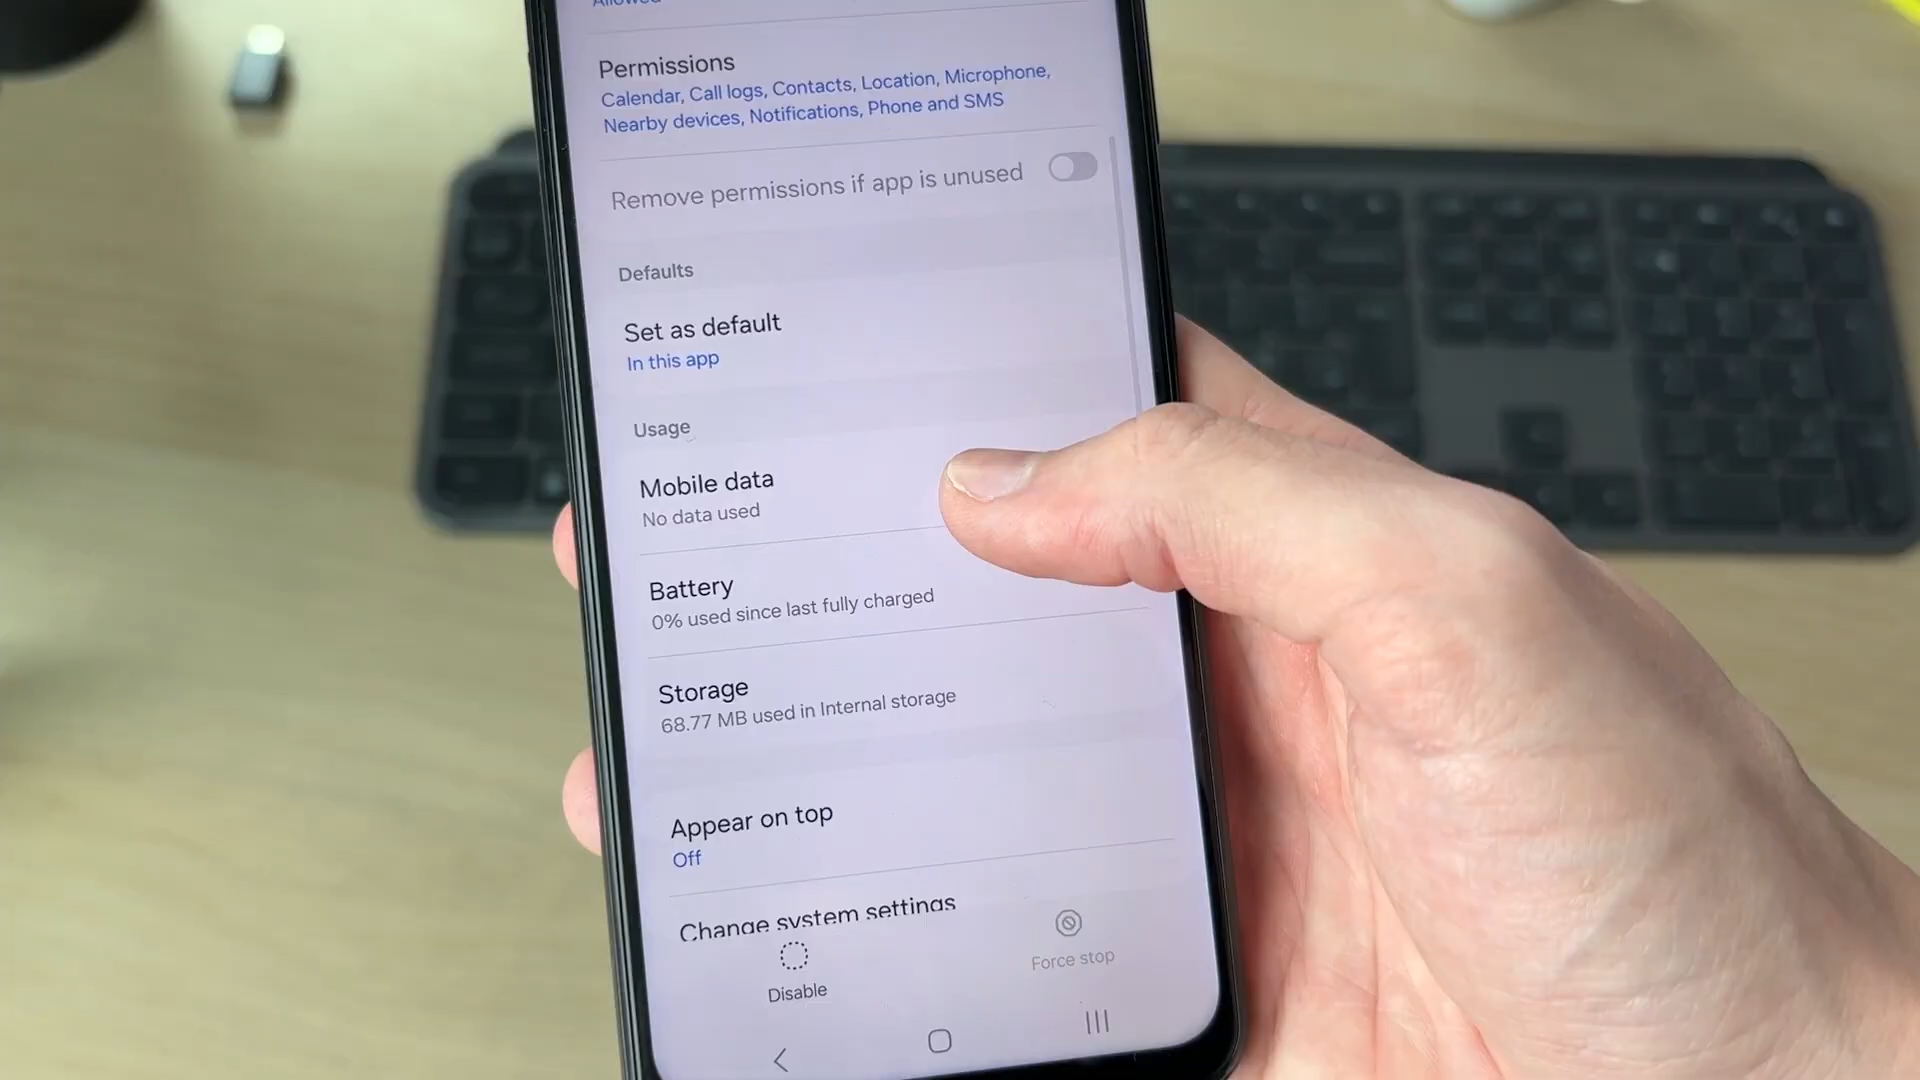 Allowed
Permissions
Calendar, Call logs, Contacts, Location, Microphone,
Nearby devices, Notifications, Phone and SMS
Remove permissions if app is unused
Defaults
Set as default
In this app
Usage
Mobile data
No data used
Battery
0% used since last fully charged
Storage
68.77 MB used in Internal storage
Appear on top
Off
Change system settings
Disable
Force stop